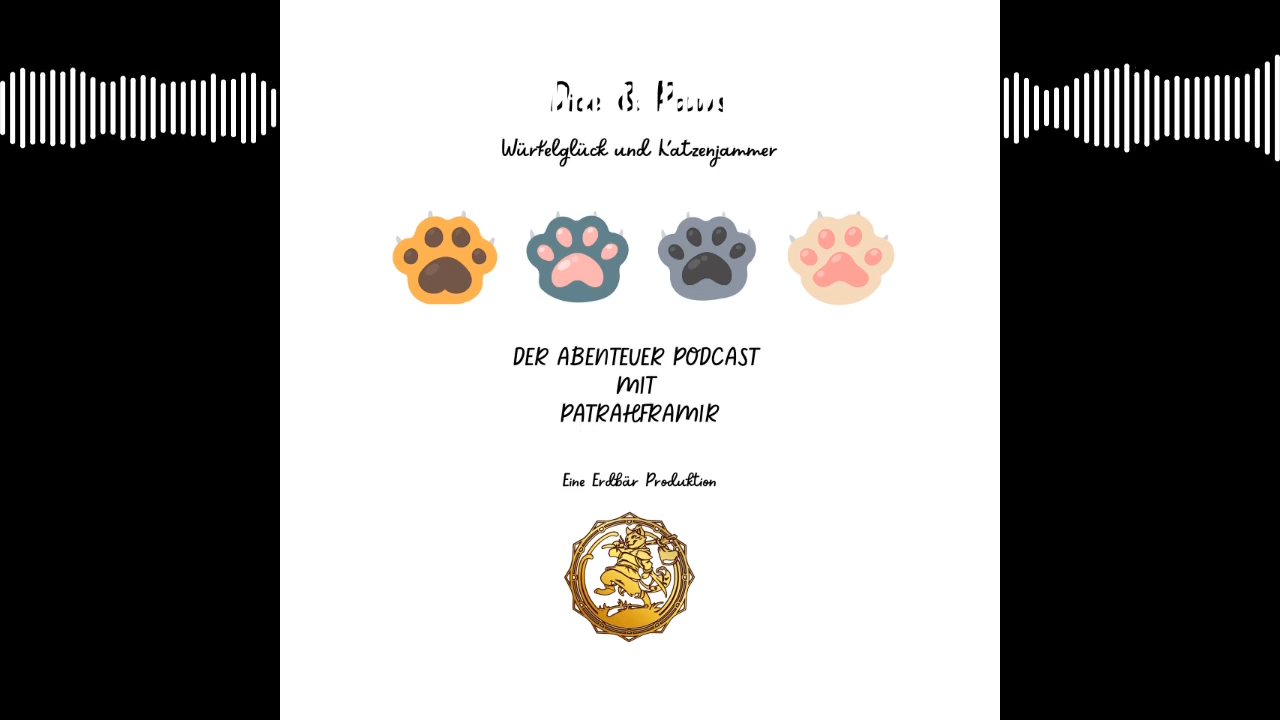 Dice & Paws
Würfelglück und Katzenjammer
DER ABENTEUER PODCAST
MIT
PATRAHFRAMIR
Eine Erdbär Produktion